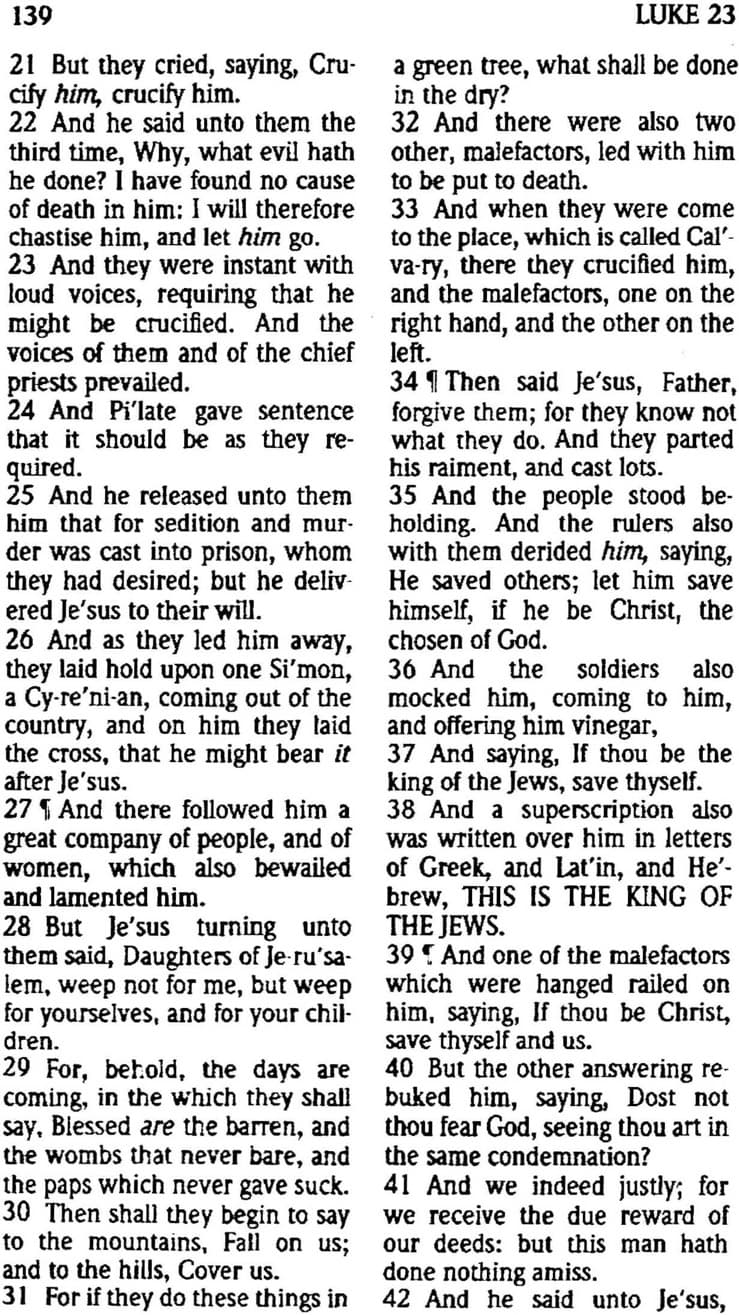 139
LUKE 23
21 But they cried, saying, Cru-
cify him, crucify him.
22 And he said unto them the
third time, Why, what evil hath
he done? I have found no cause
of death in him: I will therefore
chastise him, and let him go.
23 And they were instant with
loud voices, requiring that he
might be crucified. And the
voices of them and of the chief
priests prevailed.
24 And Pi′late gave sentence
that it should be as they re-
quired.
25 And he released unto them
him that for sedition and mur-
der was cast into prison, whom
they had desired; but he deliv-
ered Je′sus to their will.
26 And as they led him away,
they laid hold upon one Si′mon,
a Cy-re′ni-an, coming out of the
country, and on him they laid
the cross, that he might bear it
after Je′sus.
27 ¶ And there followed him a
great company of people, and of
women, which also bewailed
and lamented him.
28 But Je′sus turning unto
them said, Daughters of Je-ru′sa-
lem, weep not for me, but weep
for yourselves, and for your chil-
dren.
29 For, behold, the days are
coming, in the which they shall
say, Blessed are the barren, and
the wombs that never bare, and
the paps which never gave suck.
30 Then shall they begin to say
to the mountains, Fall on us;
and to the hills, Cover us.
31 For if they do these things in
a green tree, what shall be done
in the dry?
32 And there were also two
other, malefactors, led with him
to be put to death.
33 And when they were come
to the place, which is called Cal′-
va-ry, there they crucified him,
and the malefactors, one on the
right hand, and the other on the
left.
34 ¶ Then said Je′sus, Father,
forgive them; for they know not
what they do. And they parted
his raiment, and cast lots.
35 And the people stood be-
holding. And the rulers also
with them derided him, saying,
He saved others; let him save
himself, if he be Christ, the
chosen of God.
36 And the soldiers also
mocked him, coming to him,
and offering him vinegar,
37 And saying, If thou be the
king of the Jews, save thyself.
38 And a superscription also
was written over him in letters
of Greek, and Lat′in, and He′-
brew, THIS IS THE KING OF
THE JEWS.
39 ¶ And one of the malefactors
which were hanged railed on
him, saying, If thou be Christ,
save thyself and us.
40 But the other answering re-
buked him, saying, Dost not
thou fear God, seeing thou art in
the same condemnation?
41 And we indeed justly; for
we receive the due reward of
our deeds: but this man hath
done nothing amiss.
42 And he said unto Je′sus,